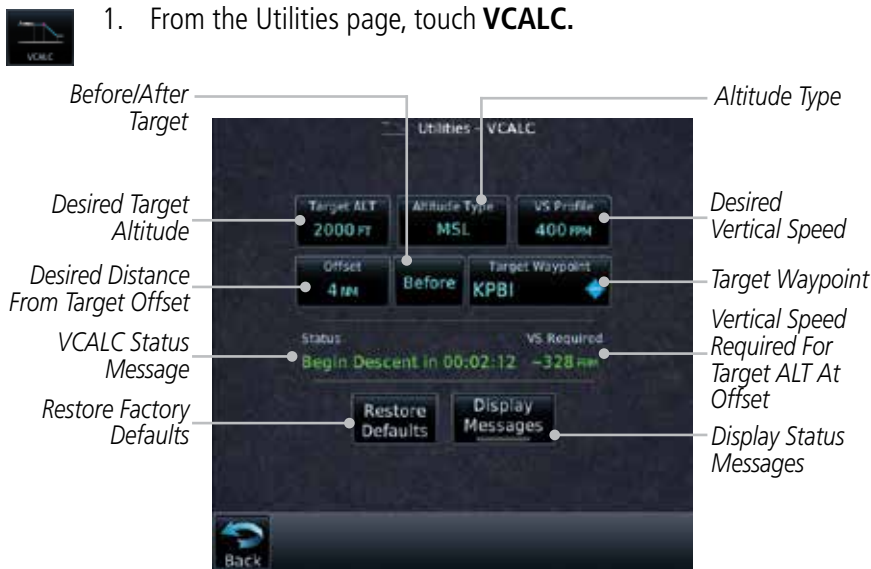 1. From the Utilities page, touch VCALC.
VCALC
Before/After
Target
Altitude Type
Utilities – VCALC
Desired Target
Altitude
Target ALT
2000 FT
Altitude Type
MSL
VS Profile
400 FPM
Desired
Vertical Speed
Desired Distance
From Target Offset
Offset
4 NM
Before
Target Waypoint
KPBI
Target Waypoint
VCALC Status
Message
Status
Begin Descent in 00:02:12
VS Required
-328 FPM
Vertical Speed
Required For
Target ALT At
Offset
Restore Factory
Defaults
Restore
Defaults
Display
Messages
Display Status
Messages
Back